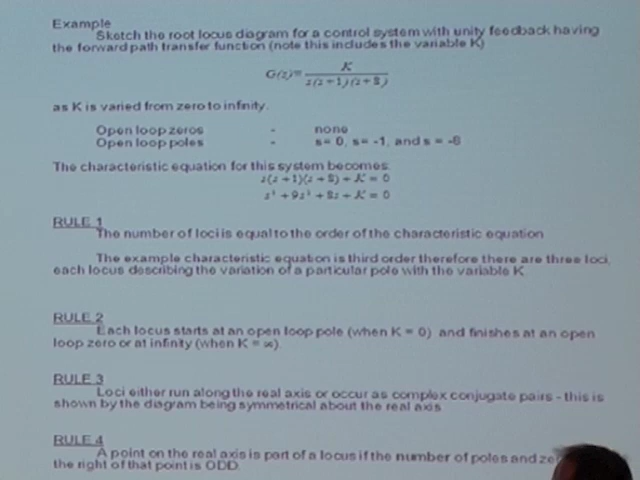 Example
Sketch the root locus diagram for a control system with unity feedback having
the forward path transfer function (note this includes the variable K)
G(s)= K / s(s+1)(s+8)
as K is varied from zero to infinity.
Open loop zeros - none
Open loop poles - s= 0, s= -1, and s = -8
The characteristic equation for this system becomes:
s(s+1)(s+8)+K = 0
s³ + 9s² + 8s + K = 0
RULE 1
The number of loci is equal to the order of the characteristic equation
The example characteristic equation is third order therefore there are three loci,
each locus describing the variation of a particular pole with the variable K
RULE 2
Each locus starts at an open loop pole (when K = 0) and finishes at an open
loop zero or at infinity (when K = ∞)
RULE 3
Loci either run along the real axis or occur as complex conjugate pairs - this is
shown by the diagram being symmetrical about the real axis
RULE 4
A point on the real axis is part of a locus if the number of poles and
the right of that point is ODD.